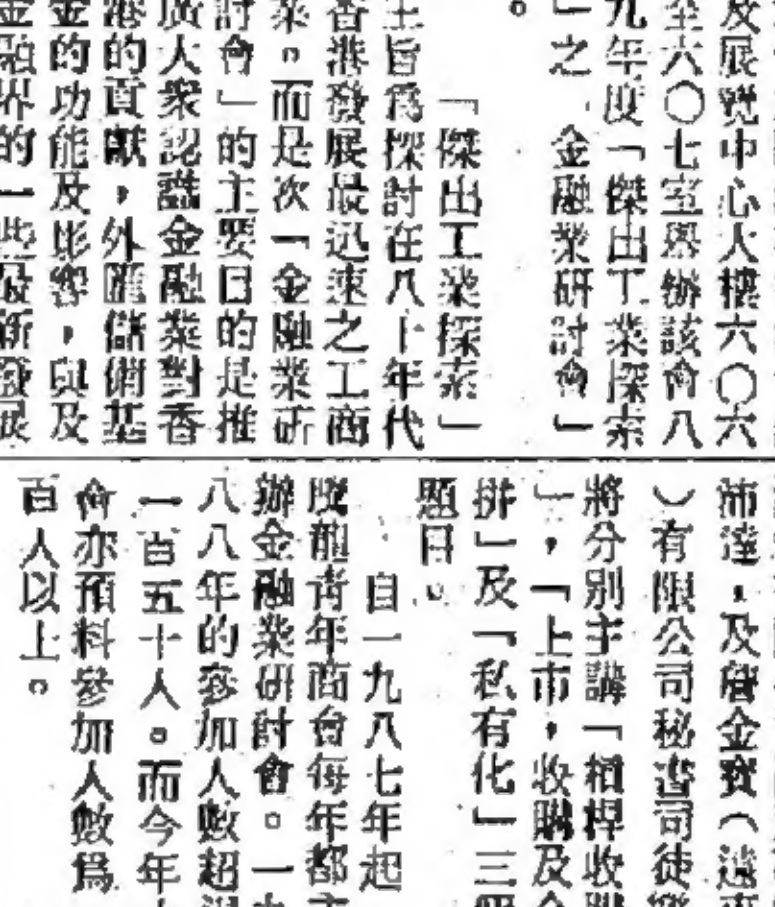 及展覽中心大樓六〇六
至六〇七室舉辦該會八
九年度「傑出工業探索
」之「金融業研討會」
。
「傑出工業探索」
主旨爲探討在八十年代
香港發展最迅速之工商
業。而是次「金融業研
討會」的主要目的是推
廣大衆認識金融業對香
港的貢獻,外匯儲備基
金的功能及影響,與及
金融界的一些最新發展
沛達,及詹金寶(遠東
)有限公司秘書司徒
將分別主講「槓桿收購
」,「上市,收購及合
拼」及「私有化」三個
題目。
自一九八七年起
騰龍青年商會每年都主
辦金融業研討會。一九
八八年的參加人數超過
一百五十人。而今年
會亦預料參加人數爲
百人以上。